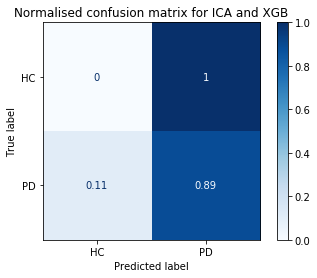 Normalised confusion matrix for ICA and XGB
1.0
HC
0
1
0.8
0.6
True label
0.4
PD
0.11
0.89
0.2
0.0
HC
PD
Predicted label